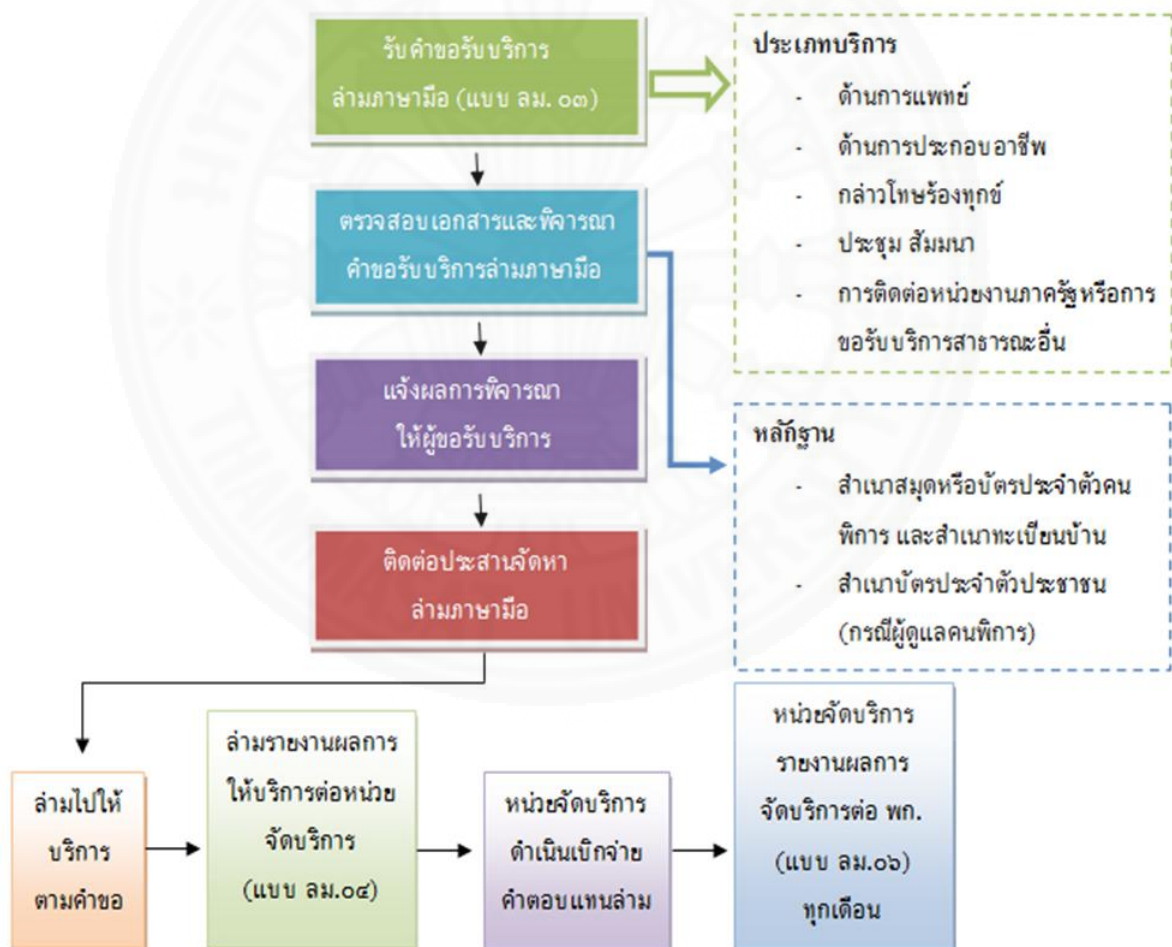 รับคำขอรับบริการ
ล่ามภาษามือ (แบบ ลม. ๐๓)
ประเภทบริการ
- ด้านการแพทย์
- ด้านการประกอบอาชีพ
- กล่าวโทษร้องทุกข์
- ประชุม สัมมนา
- การติดต่อหน่วยงานภาครัฐหรือการ
ขอรับบริการสาธารณะอื่น
ตรวจสอบเอกสารและพิจารณา
คำขอรับบริการล่ามภาษามือ
หลักฐาน
- สำเนาสมุดหรือบัตรประจำตัวคน
พิการ และสำเนาทะเบียนบ้าน
- สำเนาบัตรประจำตัวประชาชน
(กรณีผู้ดูแลคนพิการ)
แจ้งผลการพิจารณา
ให้ผู้ขอรับบริการ
ติดต่อประสานจัดหา
ล่ามภาษามือ
ล่ามไปให้
บริการ
ตามคำขอ
ล่ามรายงานผลการ
ให้บริการต่อหน่วย
จัดบริการ
(แบบ ลม.๐๔)
หน่วยจัดบริการ
ดำเนินเบิกจ่าย
ค่าตอบแทนล่าม
หน่วยจัดบริการ
รายงานผลการ
จัดบริการต่อ พก.
(แบบ ลม.๐๖)
ทุกเดือน